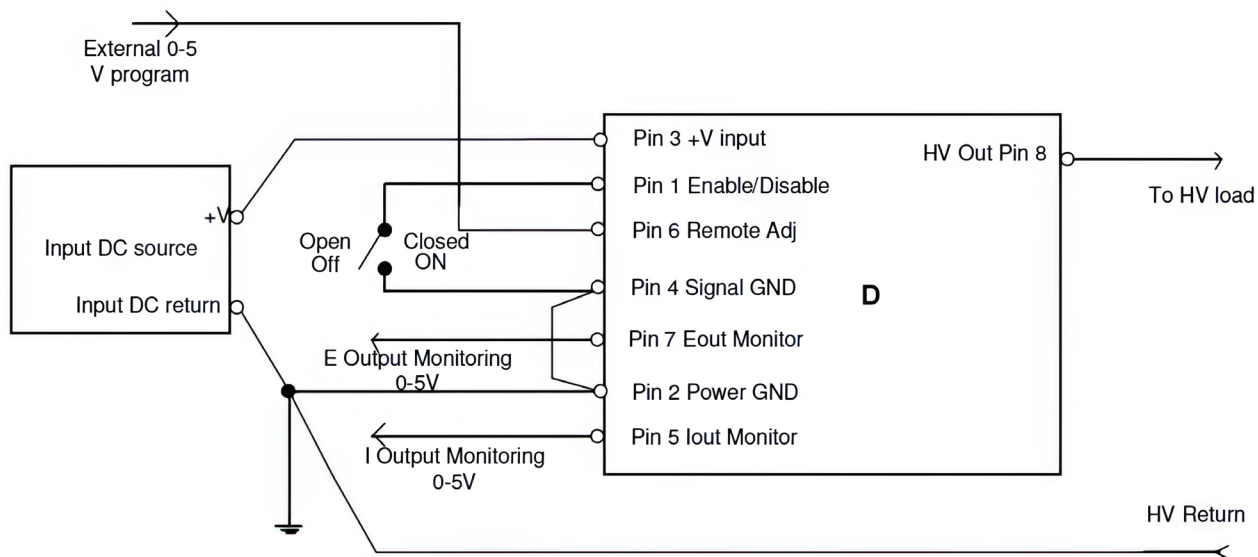 External 0-5
V program
Pin 3 +V input
HV Out Pin 8
Pin 1 Enable/Disable
To HV load
+V
Input DC source
Open
Off
Closed
ON
Pin 6 Remote Adj
Pin 4 Signal GND
D
Input DC return
Pin 7 Eout Monitor
E Output Monitoring
0-5V
Pin 2 Power GND
Pin 5 Iout Monitor
I Output Monitoring
0-5V
HV Return